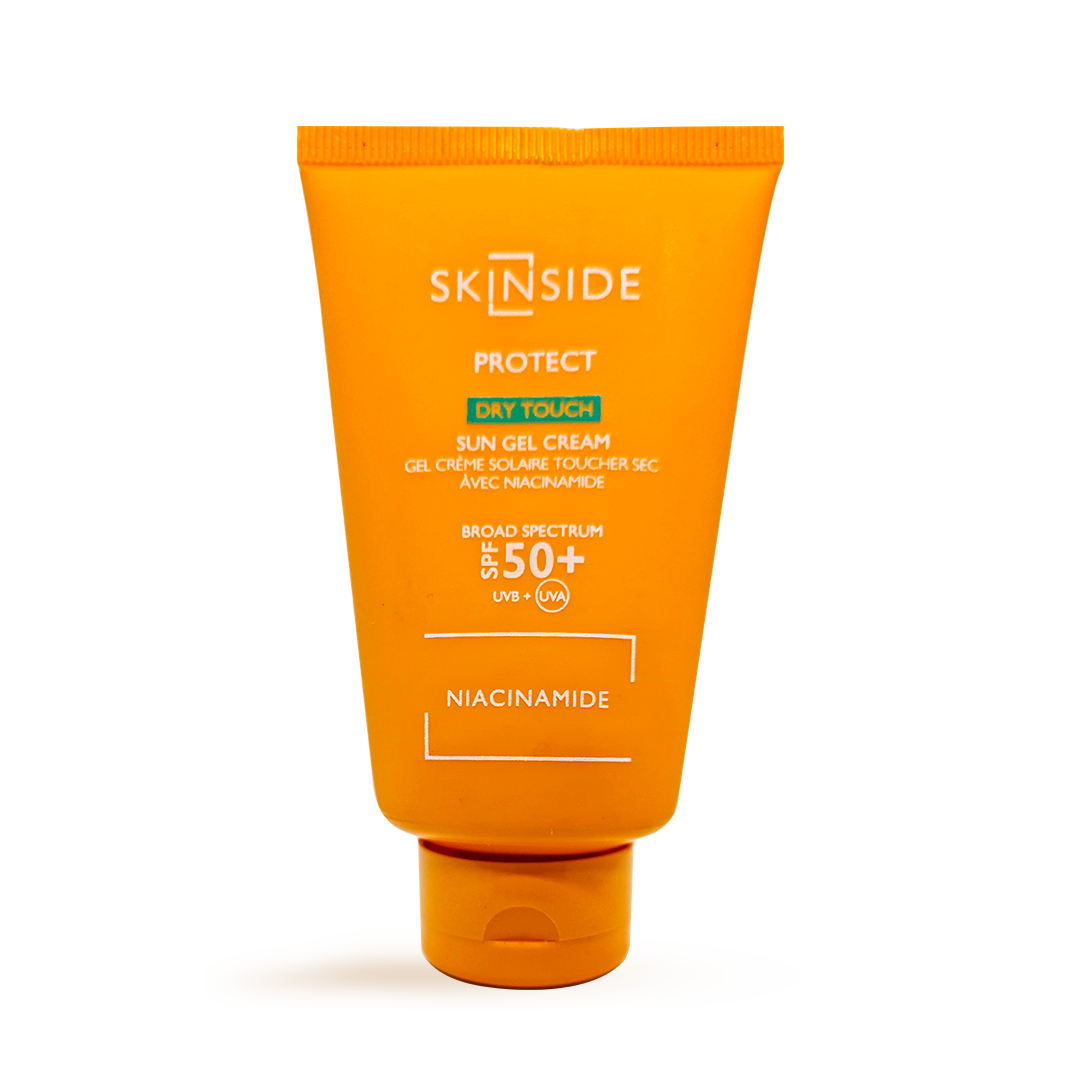 SKINSIDE
PROTECT
DRY TOUCH
SUN GEL CREAM
GEL CRÈME SOLAIRE TOUCHER SEC
ÀVEC NIACINAMIDE
BROAD SPECTRUM
SPF 50+
UVB + UVA
NIACINAMIDE